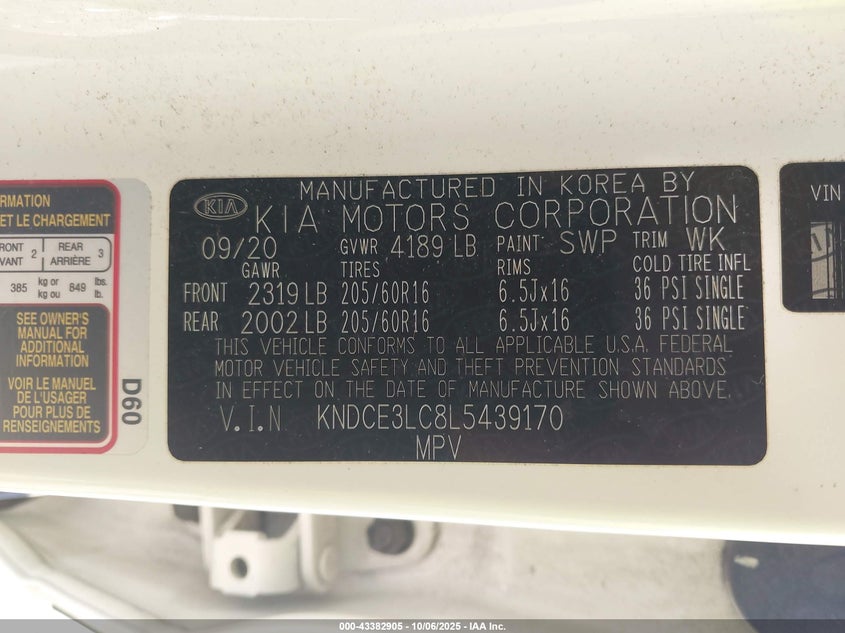 RMATION
ET LE CHARGEMENT
FRONT
VANT 2
REAR
ARRIÈRE 3
385 kg or
kg ou 849 lbs.
lb.
SEE OWNER'S
MANUAL FOR
ADDITIONAL
INFORMATION
VOIR LE MANUEL
DE L'USAGER
POUR PLUS DE
RENSEIGNEMENTS
D60
KIA
MANUFACTURED IN KOREA BY
KIA MOTORS CORPORATION
09/20 GVWR 4189 LB PAINT SWP TRIM WK
GAWR TIRES RIMS COLD TIRE INFL
FRONT 2319 LB 205/60R16 6.5Jx16 36 PSI SINGLE
REAR 2002 LB 205/60R16 6.5Jx16 36 PSI SINGLE
THIS VEHICLE CONFORMS TO ALL APPLICABLE U.S.A. FEDERAL
MOTOR VEHICLE SAFETY AND THEFT PREVENTION STANDARDS
IN EFFECT ON THE DATE OF MANUFACTURE SHOWN ABOVE.
V.I.N KNDCE3LC8L5439170
MPV
VIN
000-43382905 - 10/06/2025 - IAA Inc.